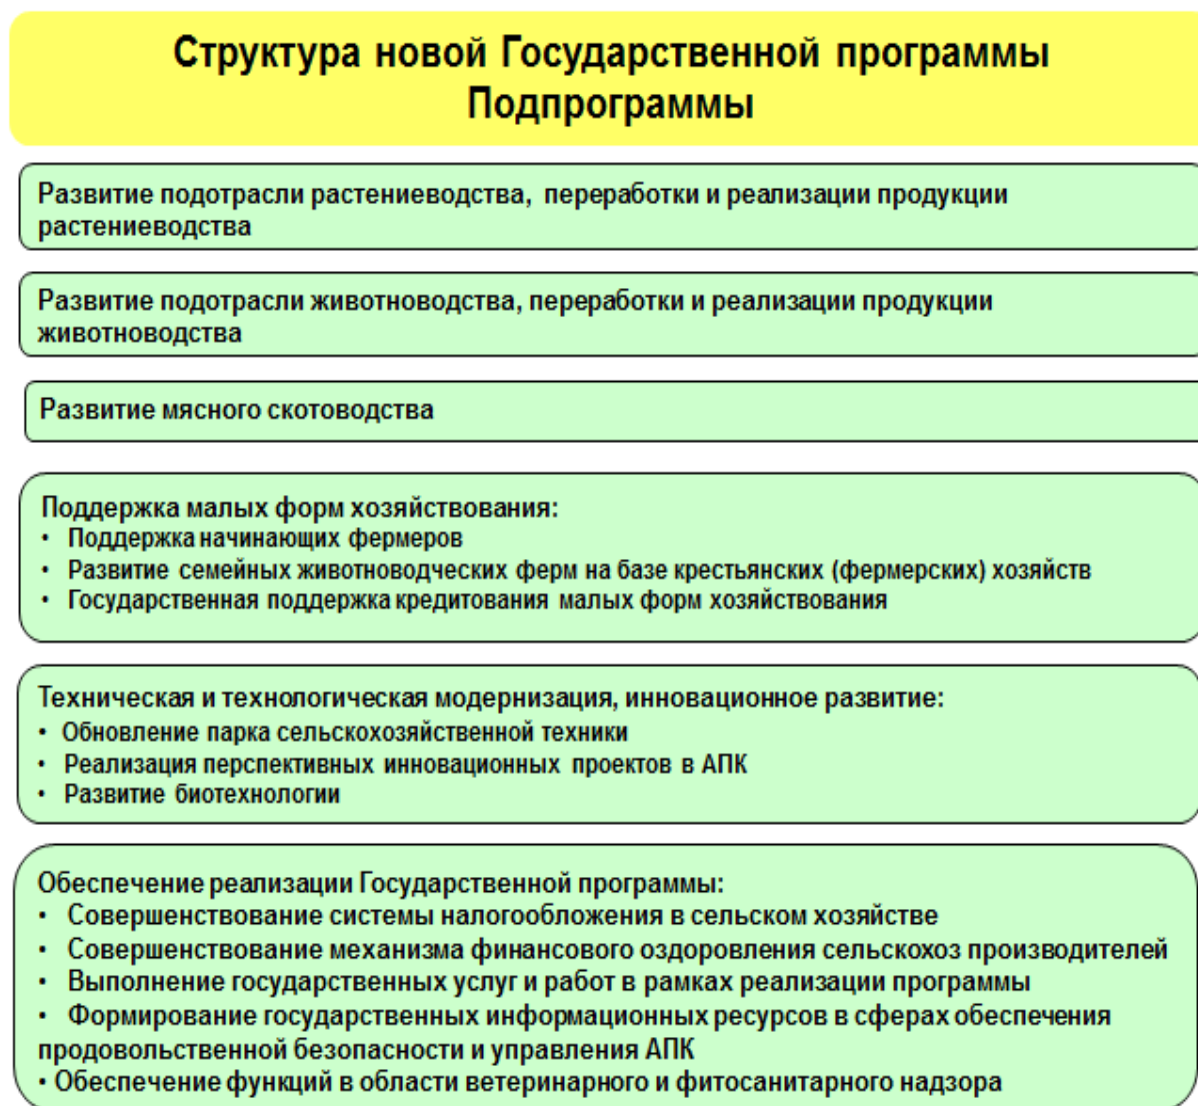 Структура новой Государственной программы
Подпрограммы
Развитие подотрасли растениеводства, переработки и реализации продукции
растениеводства
Развитие подотрасли животноводства, переработки и реализации продукции
животноводства
Развитие мясного скотоводства
Поддержка малых форм хозяйствования:
• Поддержка начинающих фермеров
• Развитие семейных животноводческих ферм на базе крестьянских (фермерских) хозяйств
• Государственная поддержка кредитования малых форм хозяйствования
Техническая и технологическая модернизация, инновационное развитие:
• Обновление парка сельскохозяйственной техники
• Реализация перспективных инновационных проектов в АПК
• Развитие биотехнологии
Обеспечение реализации Государственной программы:
• Совершенствование системы налогообложения в сельском хозяйстве
• Совершенствование механизма финансового оздоровления сельскохоз производителей
• Выполнение государственных услуг и работ в рамках реализации программы
• Формирование государственных информационных ресурсов в сферах обеспечения
продовольственной безопасности и управления АПК
• Обеспечение функций в области ветеринарного и фитосанитарного надзора